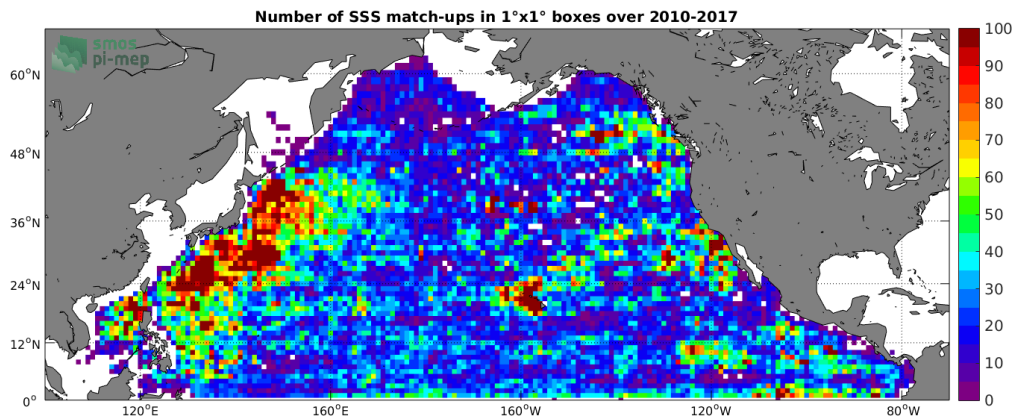 Number of SSS match-ups in 1°x1° boxes over 2010-2017
smos
pi-mep
60°N
48°N
36°N
24°N
12°N
0°
120°E
160°E
160°W
120°W
80°W
100
90
80
70
60
50
40
30
20
10
0